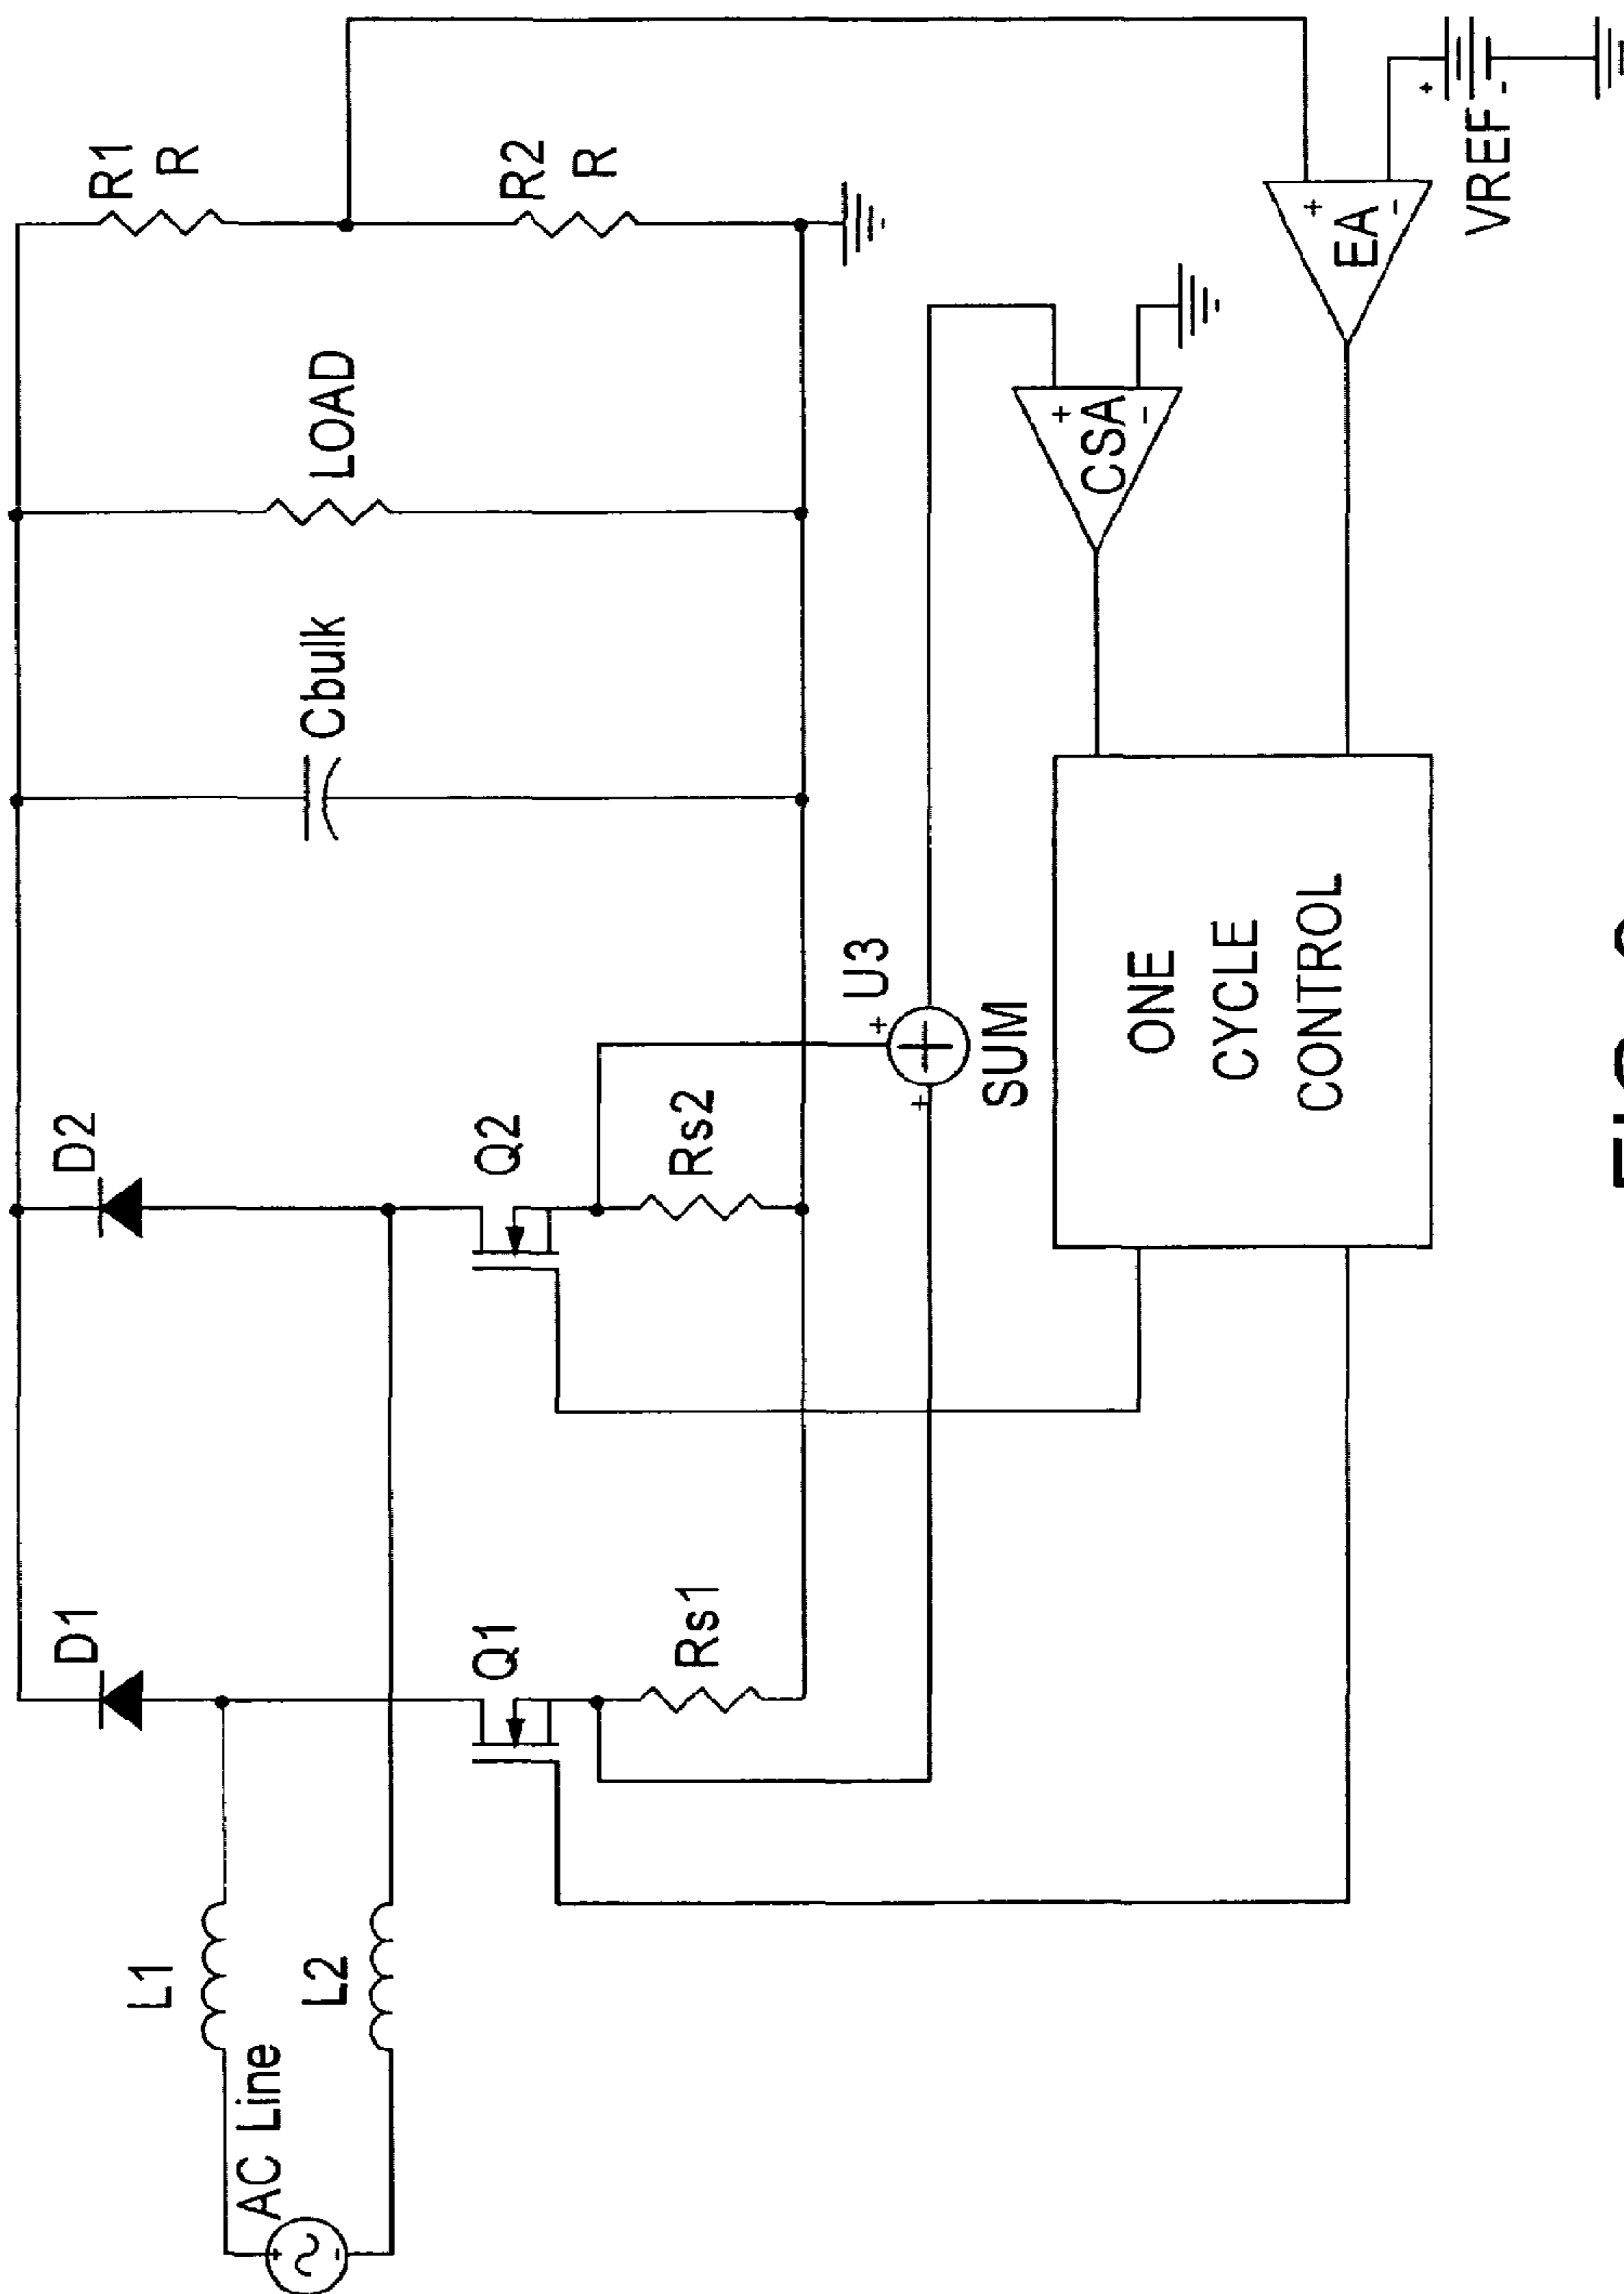 AC Line
L1
L2
D1
Q1
Rs1
D2
Q2
Rs2
U3
+
+
SUM
Cbulk
LOAD
R1
R
R2
R
+
CSA
-
+
EA
-
+
VREF
-
ONE
CYCLE
CONTROL
+
-